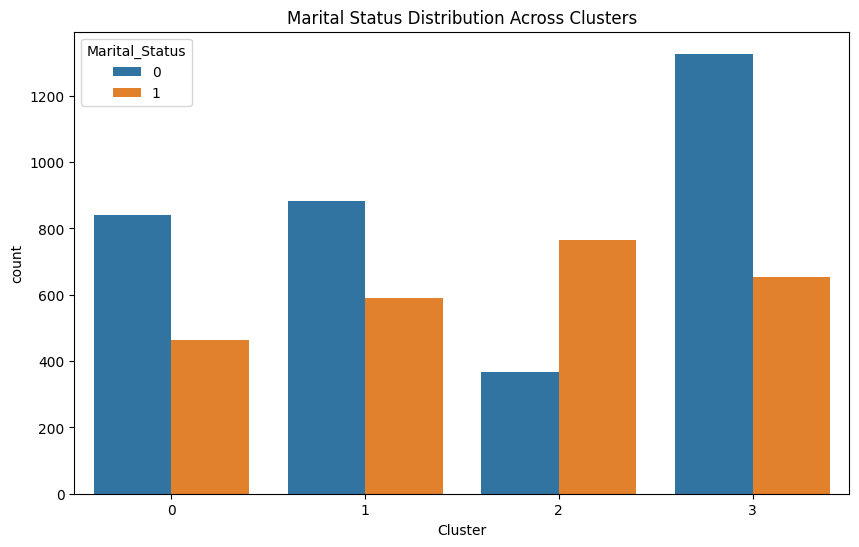 Marital Status Distribution Across Clusters
Marital_Status
0
1
1200
1000
800
600
400
200
0
count
0 1 2 3
Cluster